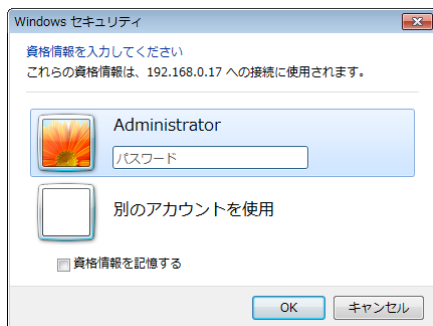 Windows セキュリティ
資格情報を入力してください
これらの資格情報は、192.168.0.17 への接続に使用されます。
Administrator
パスワード
別のアカウントを使用
資格情報を記憶する
OK
キャンセル